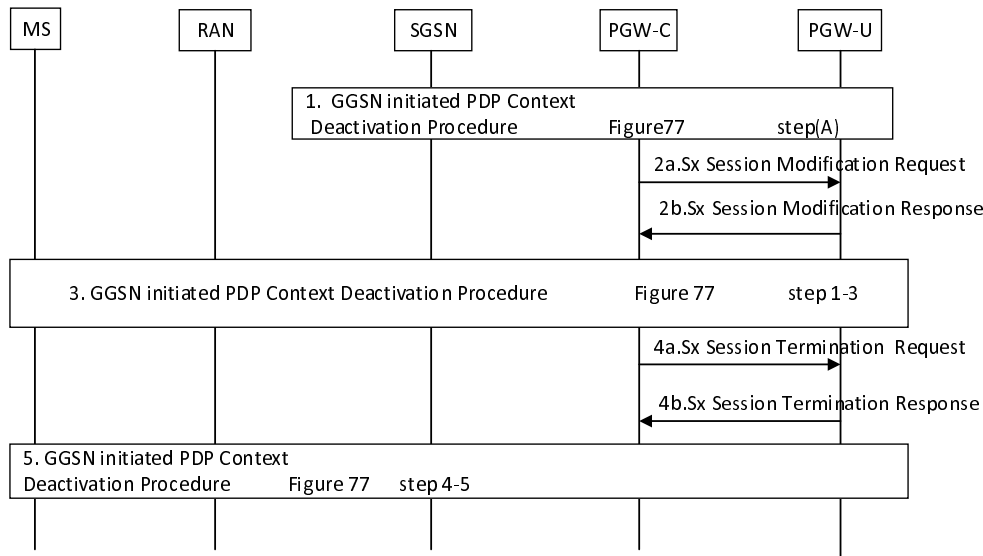 MS RAN SGSN PGW-C PGW-U
1. GGSN initiated PDP Context
Deactivation Procedure Figure77 step(A)
2a.Sx Session Modification Request
2b.Sx Session Modification Response
3. GGSN initiated PDP Context Deactivation Procedure Figure 77 step 1-3
4a.Sx Session Termination Request
4b.Sx Session Termination Response
5. GGSN initiated PDP Context
Deactivation Procedure Figure 77 step 4-5